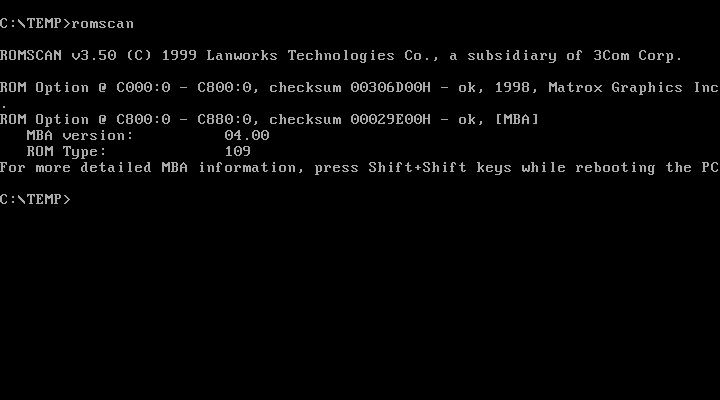 C:\TEMP>romscan
ROMSCAN v3.50 (C) 1999 Lanworks Technologies Co., a subsidiary of 3Com Corp.
ROM Option @ C000:0 - C800:0, checksum 00306D00H - ok, 1998, Matrox Graphics Inc
.
ROM Option @ C800:0 - C880:0, checksum 00029E00H - ok, [MBA]
MBA version: 04.00
ROM Type: 109
For more detailed MBA information, press Shift+Shift keys while rebooting the PC
C:\TEMP>